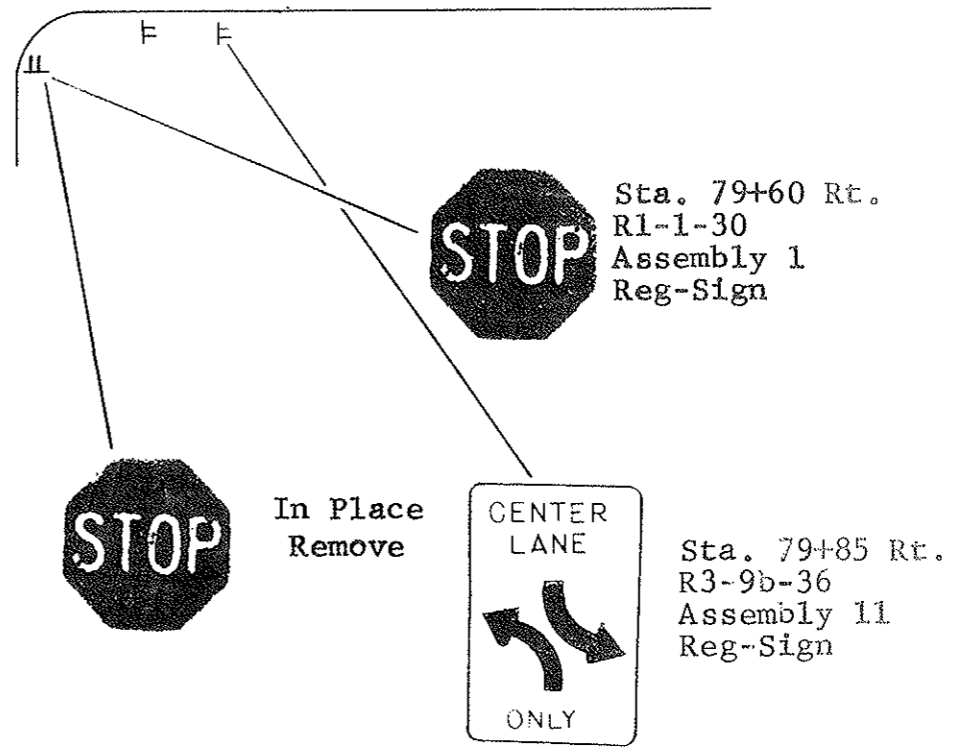 STOP
Sta. 79+60 Rt.
R1-1-30
Assembly 1
Reg-Sign
STOP
In Place
Remove
CENTER
LANE
ONLY
Sta. 79+85 Rt.
R3-9b-36
Assembly 11
Reg-Sign